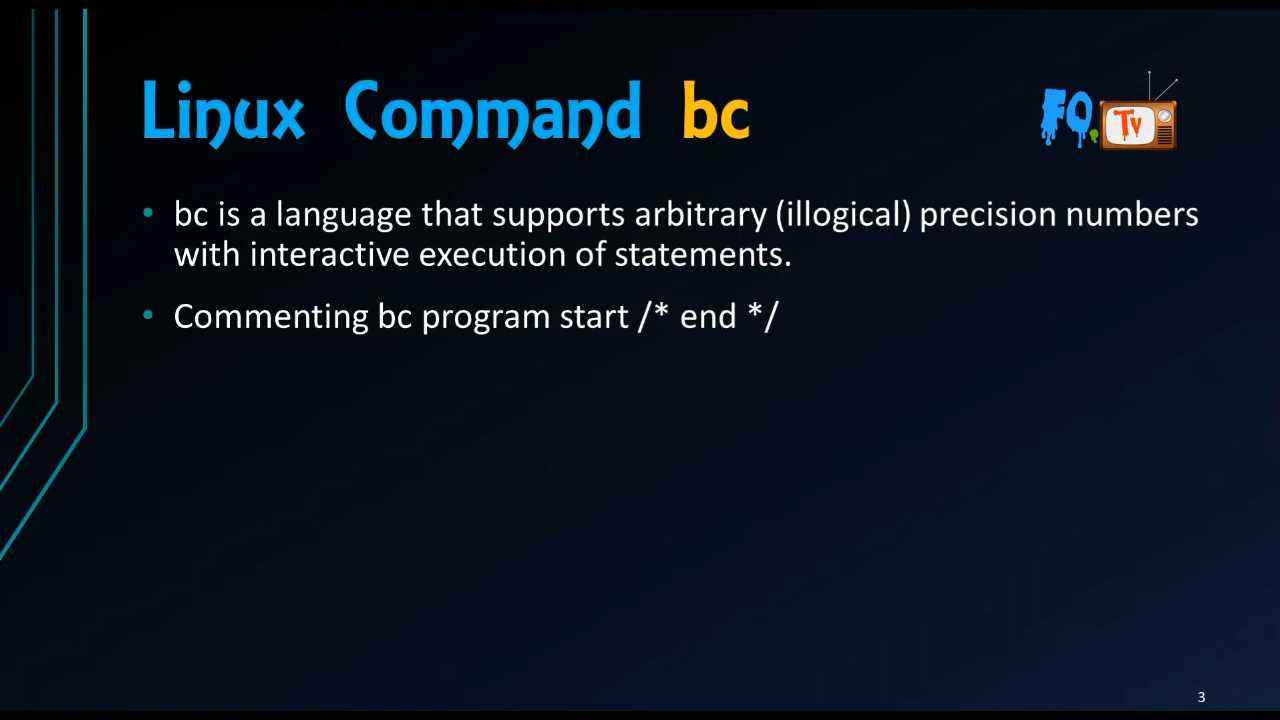 Linux Command bc
FQ. Tv
• bc is a language that supports arbitrary (illogical) precision numbers
with interactive execution of statements.
• Commenting bc program start /* end */
3